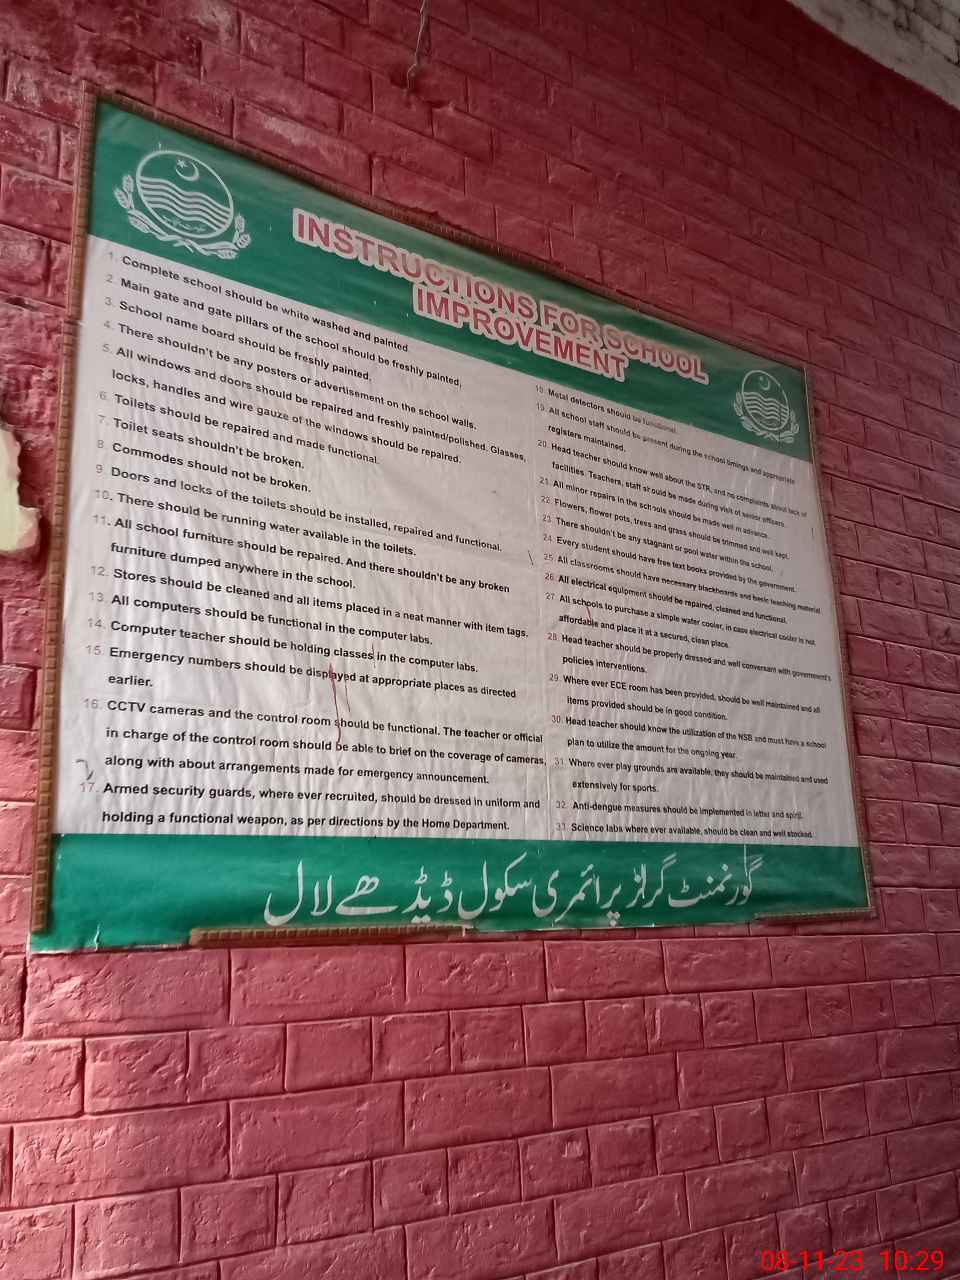 INSTRUCTIONS FOR SCHOOL
IMPROVEMENT
1. Complete school should be white washed and painted.
2. Main gate and gate pillars of the school should be freshly painted,
3. School name board should be freshly painted.
4. There shouldn't be any posters or advertisement on the school walls.
5. All windows and doors should be repaired and freshly painted/polished. Glasses,
locks, handles and wire gauze of the windows should be repaired.
6. Toilets should be repaired and made functional.
7. Toilet seats shouldn't be broken.
8. Commodes should not be broken.
9. Doors and locks of the toilets should be installed, repaired and functional.
10. There should be running water available in the toilets.
11. All school furniture should be repaired. And there shouldn't be any broken
furniture dumped anywhere in the school.
12. Stores should be cleaned and all items placed in a neat manner with item tags.
13. All computers should be functional in the computer labs.
14. Computer teacher should be holding classes in the computer labs.
15. Emergency numbers should be displayed at appropriate places as directed
earlier.
16. CCTV cameras and the control room should be functional. The teacher or official
in charge of the control room should be able to brief on the coverage of cameras,
along with about arrangements made for emergency announcement.
17. Armed security guards, where ever recruited, should be dressed in uniform and
holding a functional weapon, as per directions by the Home Department.
18. Metal detectors should be functional.
19. All school staff should be present during the school timings and appropriate
registers maintained.
20. Head teacher should know well about the STR, and no complaints about lack of
facilities. Teachers, staff should be made during visit of senior officers.
21. All minor repairs in the schools should be made well in advance.
22. Flowers, flower pots, trees and grass should be trimmed and well kept.
23. There shouldn't be any stagnant or pool water within the school.
24. Every student should have free text books provided by the government.
25. All classrooms should have necessary blackboards and basic teaching material.
26. All electrical equipment should be repaired, cleaned and functional.
27. All schools to purchase a simple water cooler, in case electrical cooler is not
affordable and place it at a secured, clean place.
28. Head teacher should be properly dressed and well conversant with government's
policies interventions.
29. Where ever ECE room has been provided, should be well maintained and all
items provided should be in good condition.
30. Head teacher should know the utilization of the NSB and must have a school
plan to utilize the amount for the ongoing year.
31. Where ever play grounds are available, they should be maintained and used
extensively for sports.
32. Anti-dengue measures should be implemented in letter and spirit.
33. Science labs where ever available, should be clean and well stocked.
گورنمنٹ گرلز پرائمری سکول ڈیڈھے لال
08-11-23 10:29